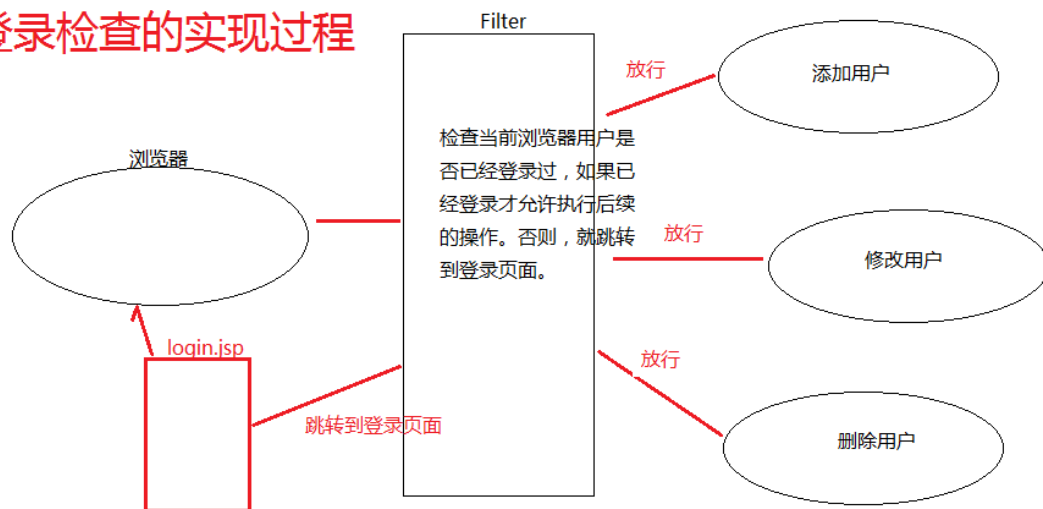 登录检查的实现过程
Filter
放行
添加用户
浏览器
检查当前浏览器用户是
否已经登录过，如果已
经登录才允许执行后续
的操作。否则，就跳转
到登录页面。
放行
修改用户
login.jsp
放行
跳转到登录页面
删除用户